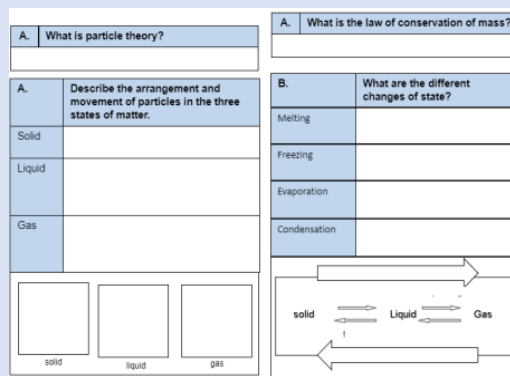 A. What is particle theory?
A. Describe the arrangement and
movement of particles in the three
states of matter.
Solid
Liquid
Gas
solid
liquid
gas
A. What is the law of conservation of mass?
B. What are the different
changes of state?
Melting
Freezing
Evaporation
Condensation
solid Liquid Gas
f